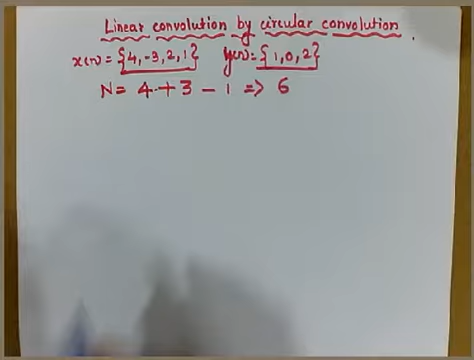 Linear convolution by circular convolution.
x(n) = {4, -3, 2, 1} y(n) = {1, 0, 2}
N = 4 + 3 - 1 => 6